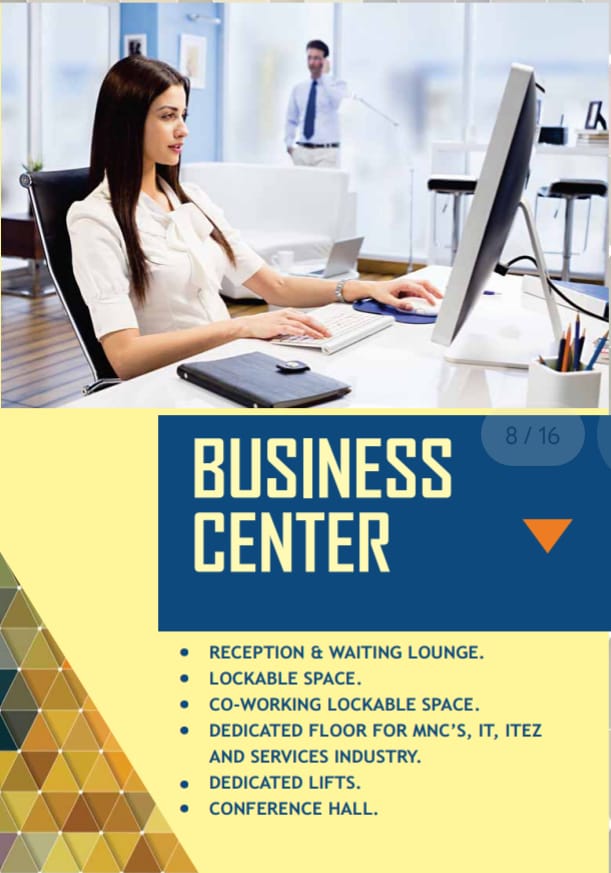 8 / 16
BUSINESS
CENTER
• RECEPTION & WAITING LOUNGE.
• LOCKABLE SPACE.
• CO-WORKING LOCKABLE SPACE.
• DEDICATED FLOOR FOR MNC'S, IT, ITEZ
AND SERVICES INDUSTRY.
• DEDICATED LIFTS.
• CONFERENCE HALL.